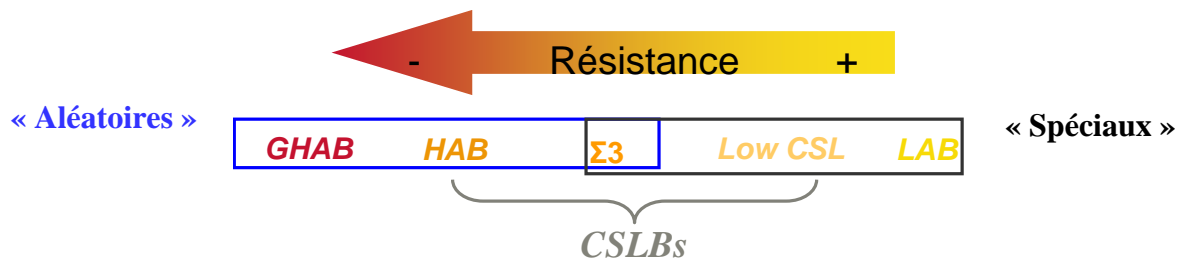 - Résistance +
« Aléatoires » GHAB HAB Σ3 Low CSL LAB « Spéciaux »
CSLBs